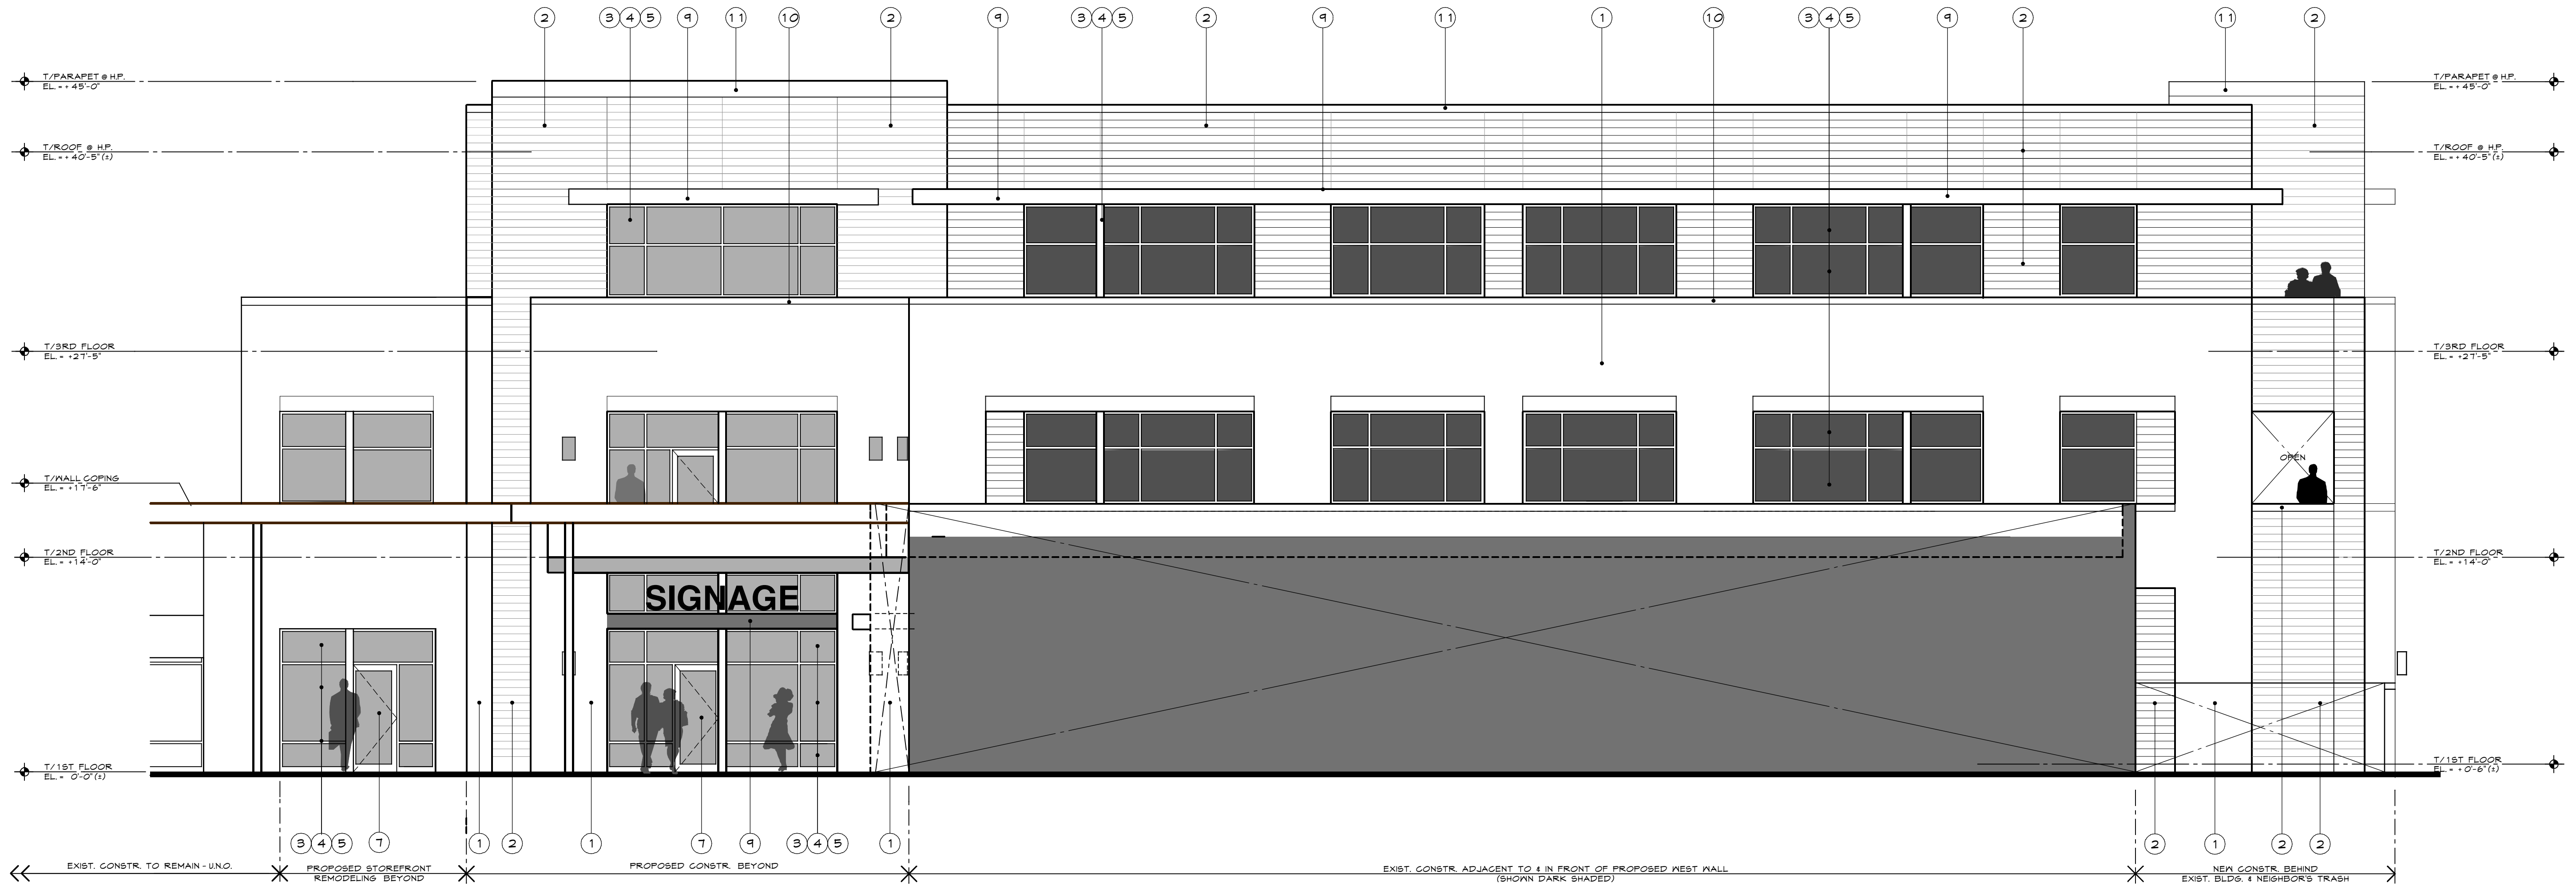 2 3 4 5 9 11 10 2 9 3 4 5 2 9 11 1 10 3 4 5 9 2 11 2
T/PARAPET @ H.P.
EL. = + 45'-0"
T/PARAPET @ H.P.
EL. = + 45'-0"
T/ROOF @ H.P.
EL. = + 40'-5" (±)
T/ROOF @ H.P.
EL. = + 40'-5" (±)
T/3RD FLOOR
EL. = +27'-5"
T/3RD FLOOR
EL. = +27'-5"
OPEN
T/WALL COPING
EL. = +17'-6"
T/2ND FLOOR
EL. = +14'-0"
T/2ND FLOOR
EL. = +14'-0"
SIGNAGE
T/1ST FLOOR
EL. = 0'-0" (±)
T/1ST FLOOR
EL. = +0'-6" (±)
3 4 5 7 1 2 1 7 9 3 4 5 1 2 1 2 2
EXIST. CONSTR. TO REMAIN - U.N.O.
PROPOSED STOREFRONT
REMODELING BEYOND
PROPOSED CONSTR. BEYOND
EXIST. CONSTR. ADJACENT TO & IN FRONT OF PROPOSED WEST WALL
(SHOWN DARK SHADED)
NEW CONSTR. BEHIND
EXIST. BLDG. & NEIGHBOR'S TRASH